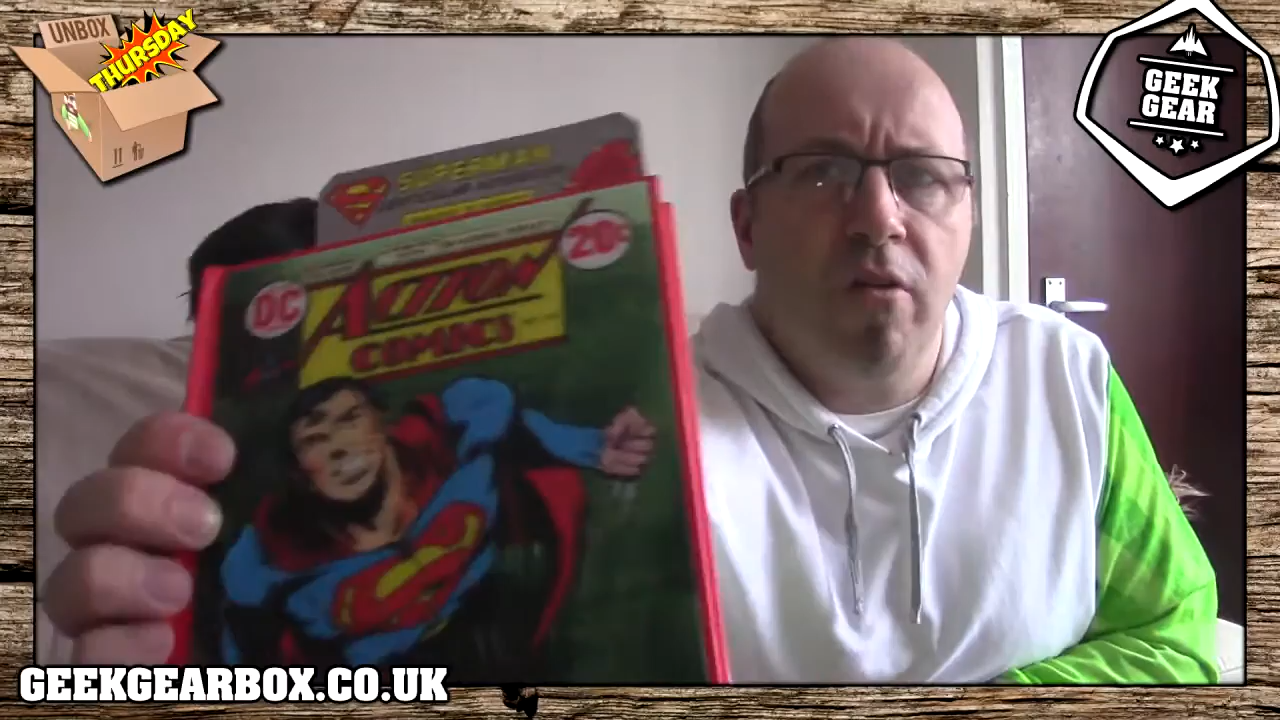 UNBOX
THURSDAY
GEEK
GEAR
SUPERMAN
DC
20¢
ACTION
COMICS
GEEKGEARBOX.CO.UK